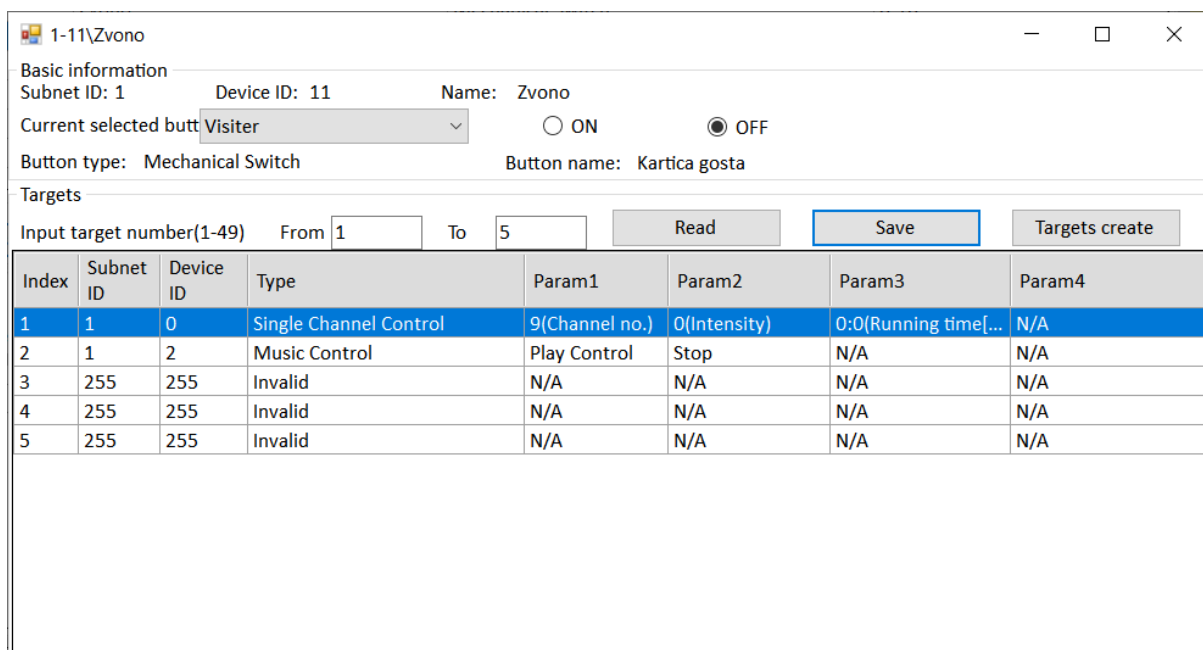 1-11\Zvono
Basic information
Subnet ID: 1 Device ID: 11 Name: Zvono
Current selected butt Visiter ON OFF
Button type: Mechanical Switch Button name: Kartica gosta
Targets
Input target number(1-49) From 1 To 5 Read Save Targets create
Index Subnet ID Device ID Type Param1 Param2 Param3 Param4
1 1 0 Single Channel Control 9(Channel no.) 0(Intensity) 0:0(Running time[... N/A
2 1 2 Music Control Play Control Stop N/A N/A
3 255 255 Invalid N/A N/A N/A N/A
4 255 255 Invalid N/A N/A N/A N/A
5 255 255 Invalid N/A N/A N/A N/A